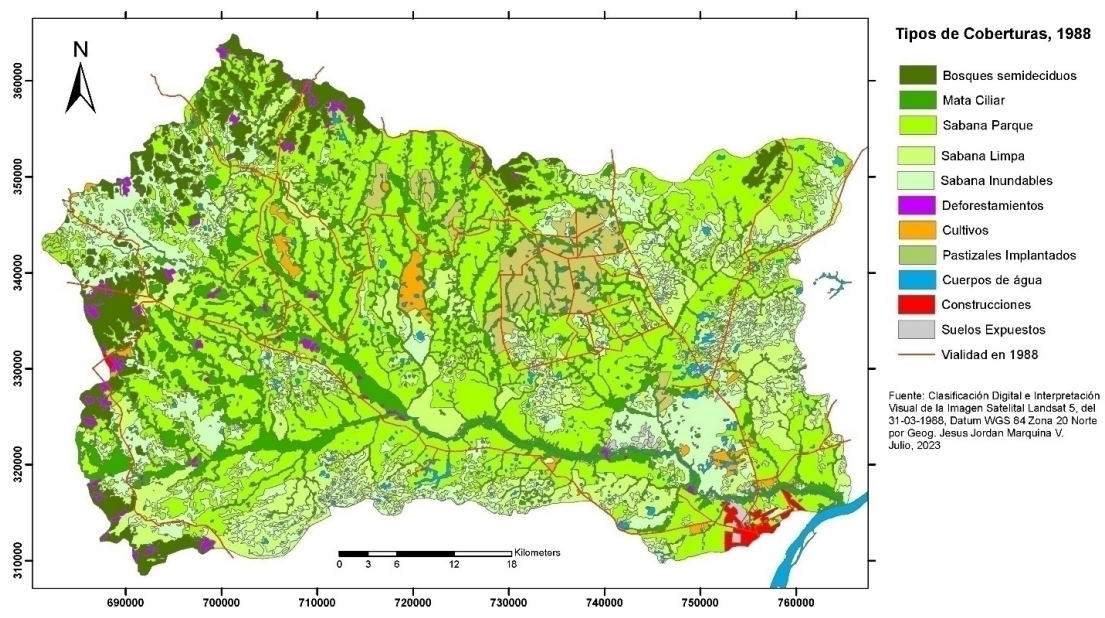 Tipos de Coberturas, 1988
Bosques semideciduos
Mata Ciliar
Sabana Parque
Sabana Limpa
Sabana Inundables
Deforestamientos
Cultivos
Pastizales Implantados
Cuerpos de água
Construcciones
Suelos Expuestos
Vialidad en 1988
Fuente: Clasificación Digital e Interpretación
Visual de la Imagen Satelital Landsat 5, del
31-03-1988, Datum WGS 84 Zona 20 Norte
por Geog. Jesus Jordan Marquina V.
Julio, 2023
N
360000
350000
340000
330000
320000
310000
Kilometers
0 3 6 12 18
690000 700000 710000 720000 730000 740000 750000 760000